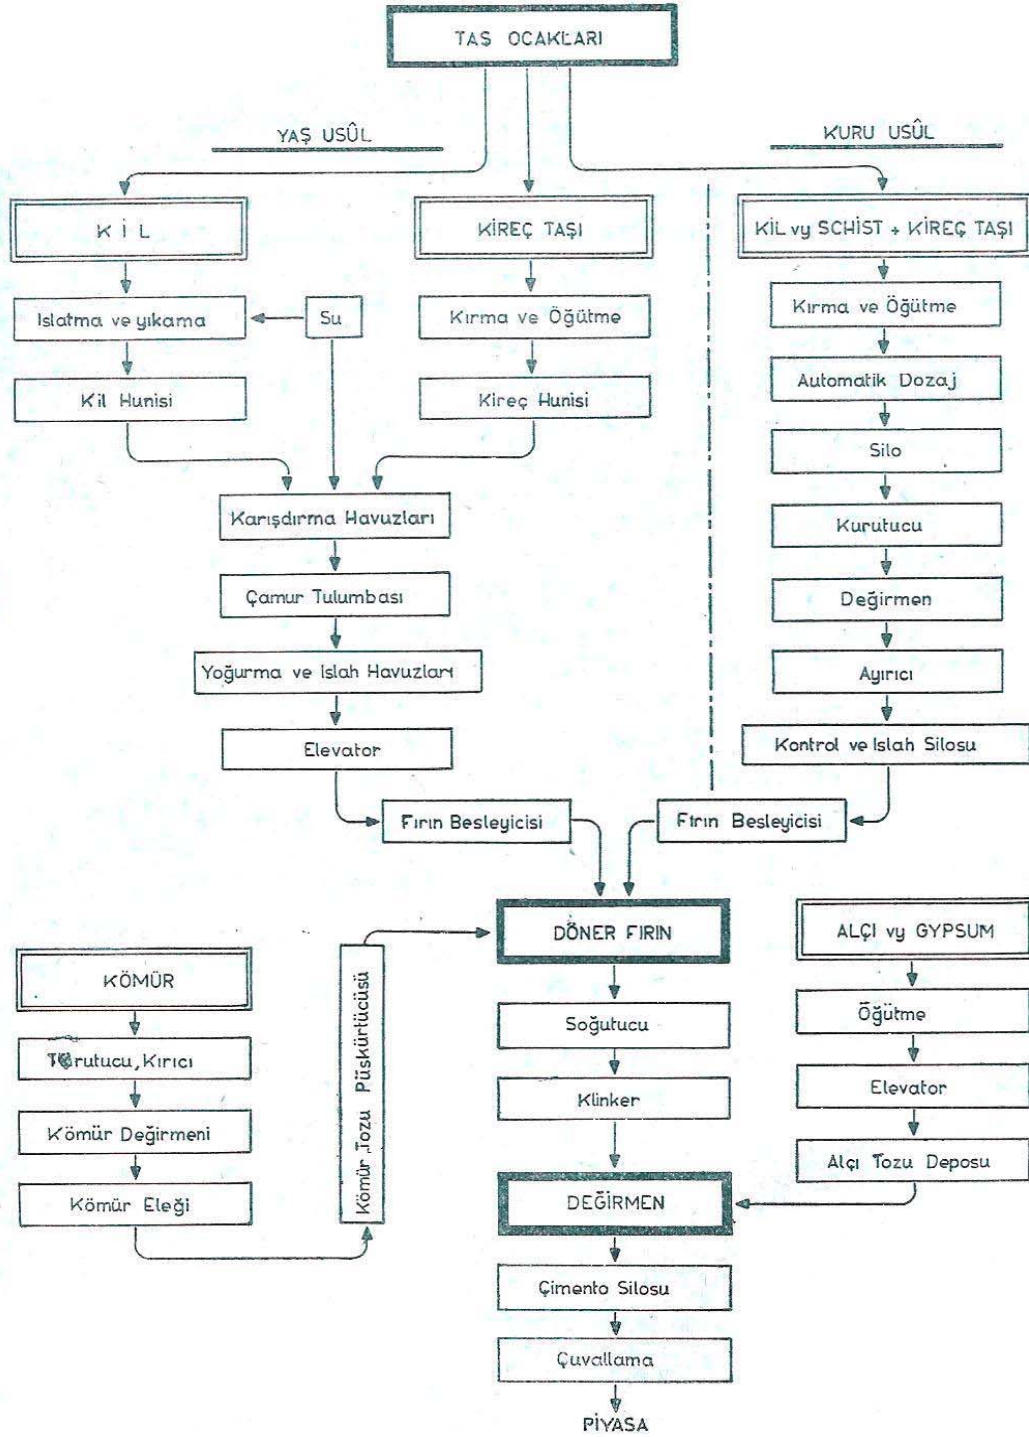 TAŞ OCAKLARI
YAŞ USÛL
KURU USÛL
KİL
KİREÇ TAŞI
KİL vy SCHIST + KİREÇ TAŞI
Islatma ve yıkama
Su
Kırma ve Öğütme
Kırma ve Öğütme
Kil Hunisi
Kireç Hunisi
Automatik Dozaj
Silo
Karışdırma Havuzları
Kurutucu
Çamur Tulumbası
Değirmen
Yoğurma ve Islah Havuzları
Ayırıcı
Elevator
Kontrol ve Islah Silosu
Fırın Besleyicisi
Fırın Besleyicisi
DÖNER FIRIN
ALÇI vy GYPSUM
KÖMÜR
Kömür Tozu Püskürtücüsü
Soğutucu
Öğütme
Kırıcı
Klinker
Elevator
Kömür Değirmeni
Alçı Tozu Deposu
Kömür Eleği
DEĞİRMEN
Çimento Silosu
Çuvallama
PİYASA